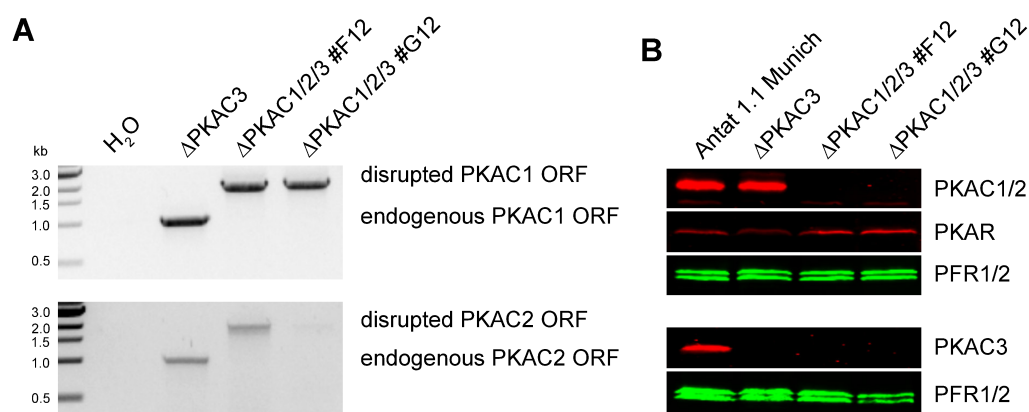 A
H2O
ΔPKAC3
ΔPKAC1/2/3 #F12
ΔPKAC1/2/3 #G12
kb
3.0
2.0
1.5
1.0
0.5
disrupted PKAC1 ORF
endogenous PKAC1 ORF
3.0
2.0
1.5
1.0
0.5
disrupted PKAC2 ORF
endogenous PKAC2 ORF
B
Antat 1.1 Munich
ΔPKAC3
ΔPKAC1/2/3 #F12
ΔPKAC1/2/3 #G12
PKAC1/2
PKAR
PFR1/2
PKAC3
PFR1/2